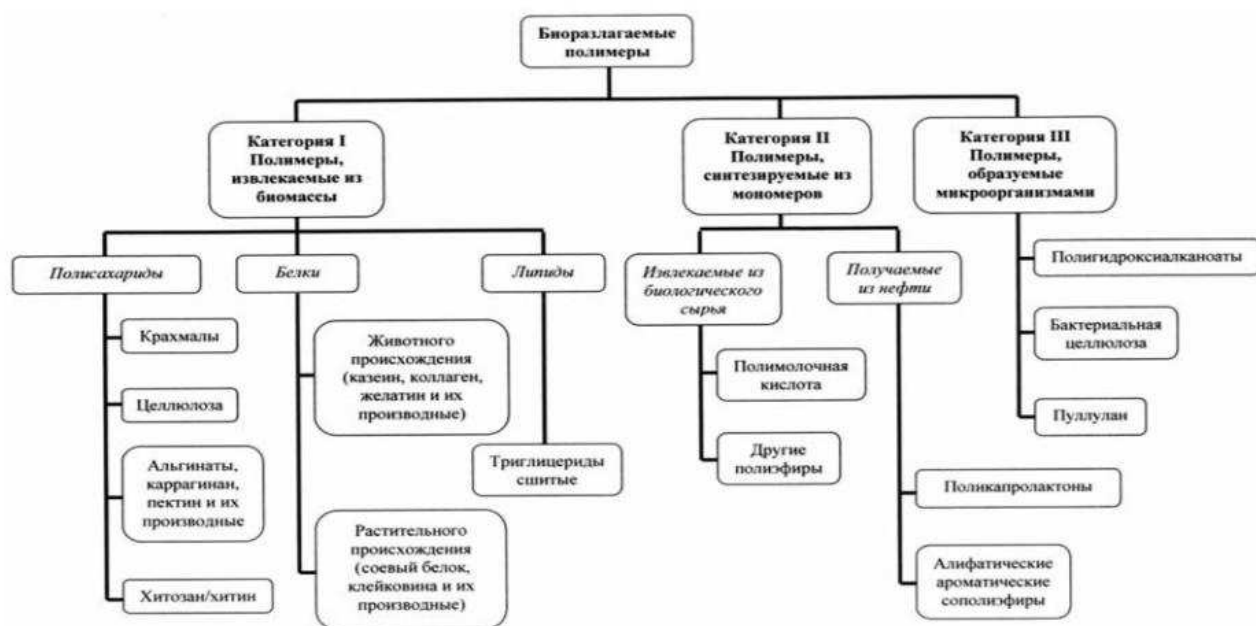 Биоразлагаемые
полимеры
Категория I
Полимеры,
извлекаемые из
биомассы
Категория II
Полимеры,
синтезируемые из
мономеров
Категория III
Полимеры,
образуемые
микроорганизмами
Полисахариды
Белки
Липиды
Извлекаемые из
биологического
сырья
Получаемые
из нефти
Полигидроксиалканоаты
Крахмалы
Животного
происхождения
(казеин, коллаген,
желатин и их
производные)
Бактериальная
целлюлоза
Полимолочная
кислота
Целлюлоза
Пуллулан
Другие
полиэфиры
Триглицериды
сшитые
Альгинаты,
каррагинан,
пектин и их
производные
Поликапролактоны
Растительного
происхождения
(соевый белок,
клейковина и их
производные)
Алифатические
ароматические
сополиэфиры
Хитозан/хитин